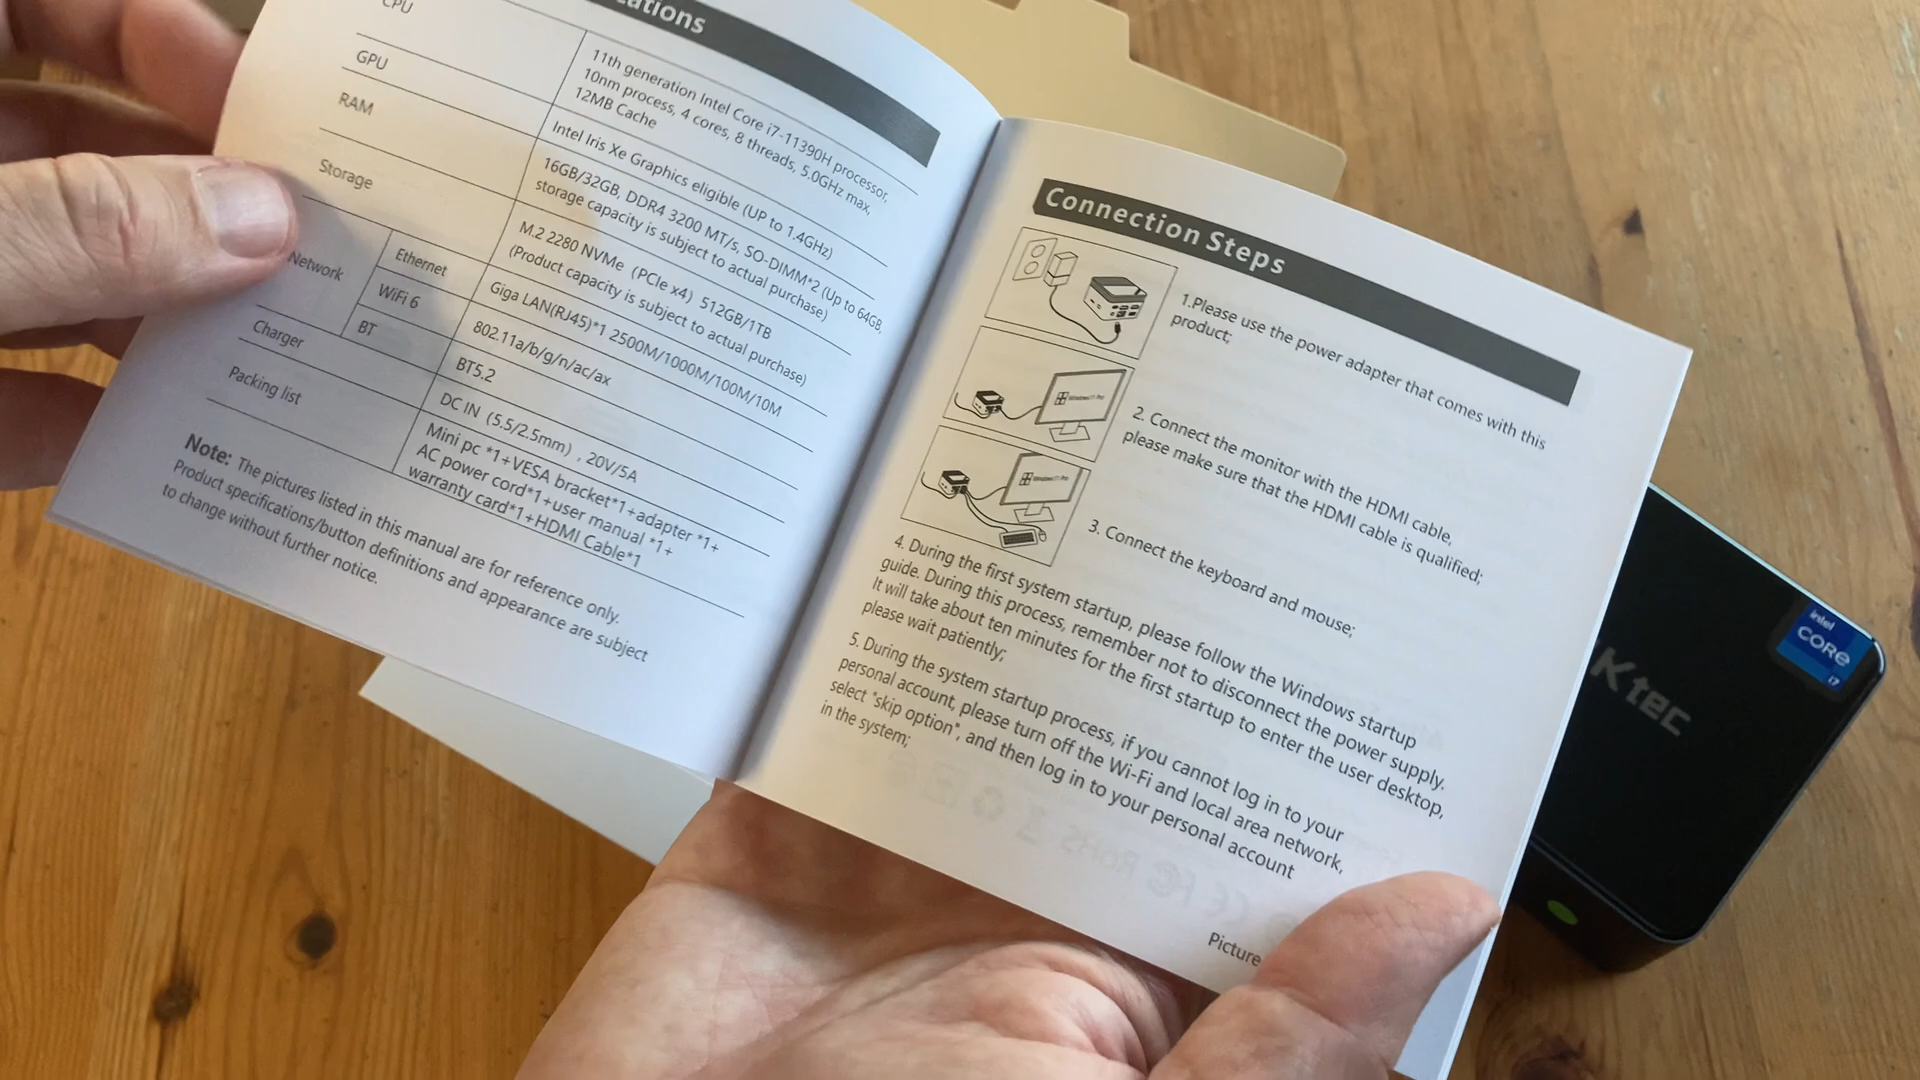 CPU
11th generation Intel Core i7-11390H processor,
10nm process, 4 cores, 8 threads, 5.0GHz max,
12MB Cache
GPU
Intel Iris Xe Graphics eligible (UP to 1.4GHz)
RAM
16GB/32GB, DDR4 3200 MT/s, SO-DIMM*2 (Up to 64GB,
storage capacity is subject to actual purchase)
Storage
M.2 2280 NVMe (PCIe x4) 512GB/1TB
(Product capacity is subject to actual purchase)
Network
Ethernet
Giga LAN(RJ45)*1 2500M/1000M/100M/10M
WiFi 6
802.11a/b/g/n/ac/ax
BT
BT5.2
Charger
DC IN (5.5/2.5mm) , 20V/5A
Packing list
Mini pc *1+VESA bracket*1+adapter *1+
AC power cord*1+user manual *1+
warranty card*1+HDMI Cable*1
Note: The pictures listed in this manual are for reference only.
Product specifications/button definitions and appearance are subject
to change without further notice.
Connection Steps
1.Please use the power adapter that comes with this
product;
Windows 11 Pro
2. Connect the monitor with the HDMI cable,
please make sure that the HDMI cable is qualified;
Windows 11 Pro
3. Connect the keyboard and mouse;
4. During the first system startup, please follow the Windows startup
guide. During this process, remember not to disconnect the power supply.
It will take about ten minutes for the first startup to enter the user desktop,
please wait patiently;
5. During the system startup process, if you cannot log in to your
personal account, please turn off the Wi-Fi and local area network,
select "skip option", and then log in to your personal account
in the system;
Picture
intel
CORE
i7